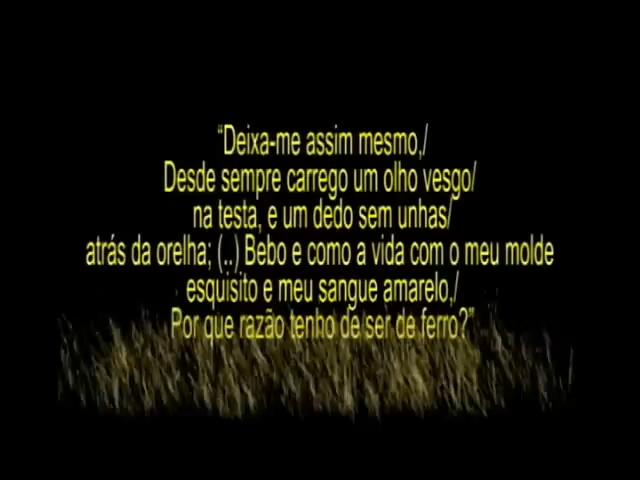 “Deixa-me assim mesmo,/
Desde sempre carrego um olho vesgo/
na testa, e um dedo sem unhas/
atrás da orelha; (..) Bebo e como a vida com o meu molde
esquisito e meu sangue amarelo,/
Por que razão tenho de ser de ferro?”